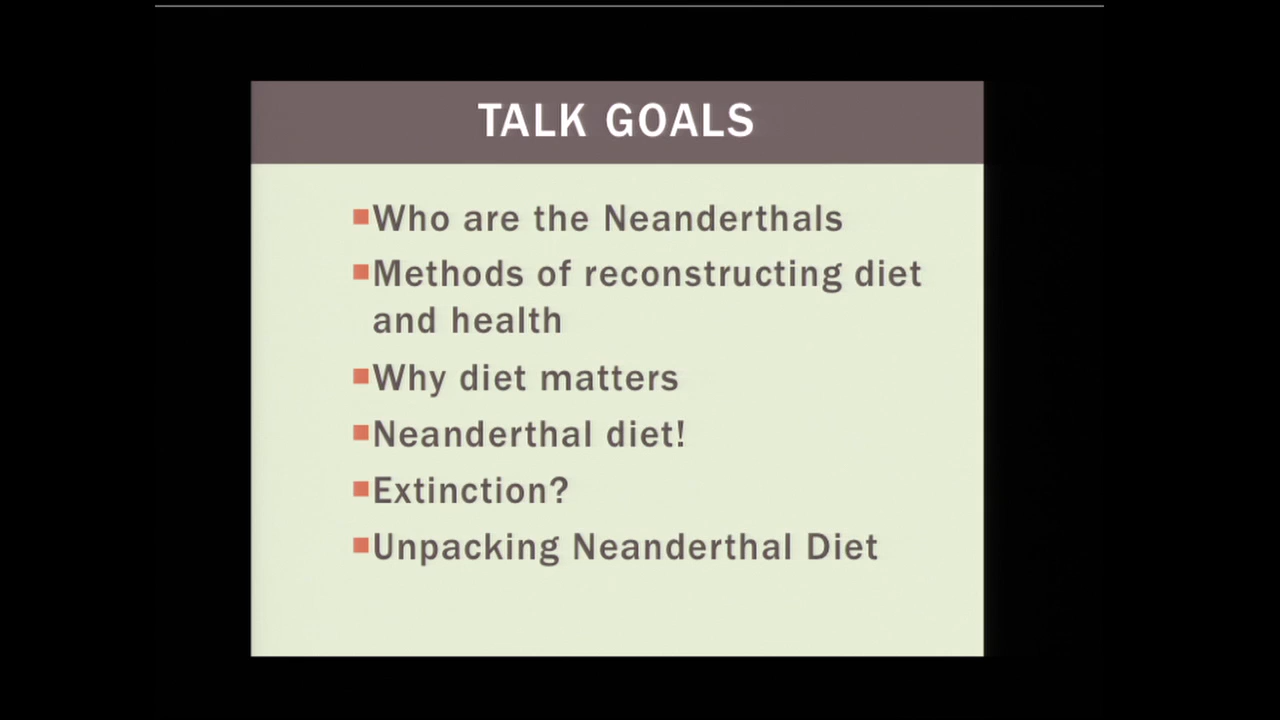 TALK GOALS
Who are the Neanderthals
Methods of reconstructing diet
and health
Why diet matters
Neanderthal diet!
Extinction?
Unpacking Neanderthal Diet